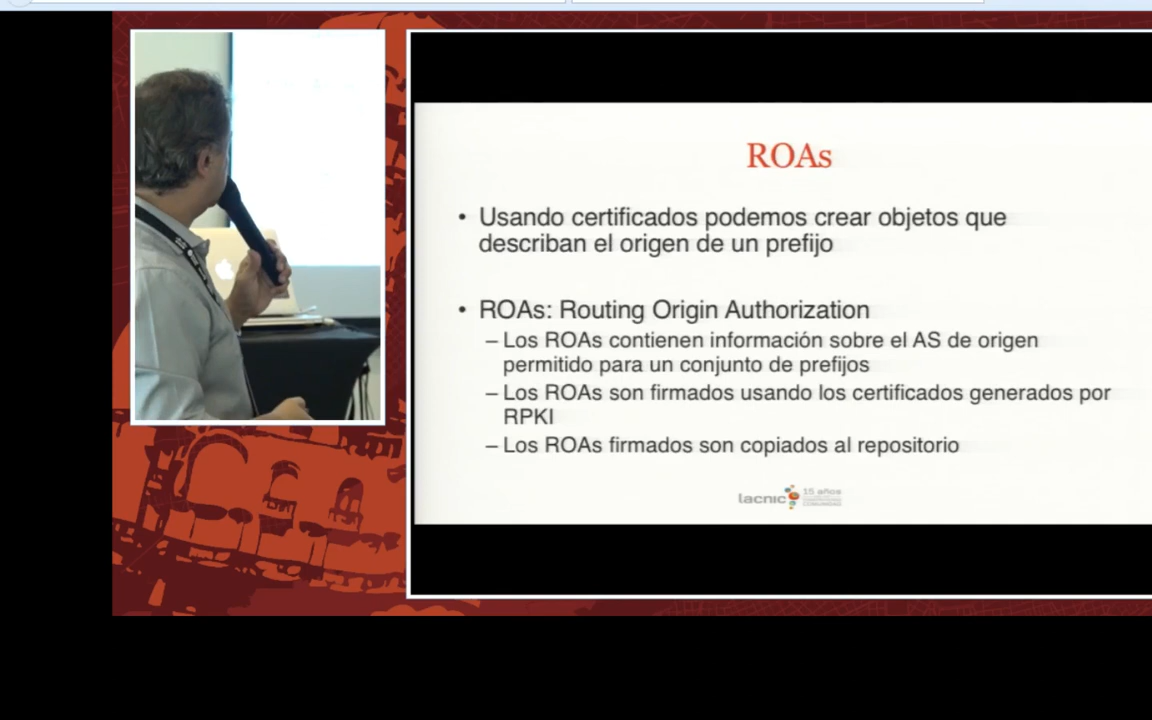 ROAs
• Usando certificados podemos crear objetos que
describan el origen de un prefijo
• ROAs: Routing Origin Authorization
– Los ROAs contienen información sobre el AS de origen
permitido para un conjunto de prefijos
– Los ROAs son firmados usando los certificados generados por
RPKI
– Los ROAs firmados son copiados al repositorio
lacnic
15 años